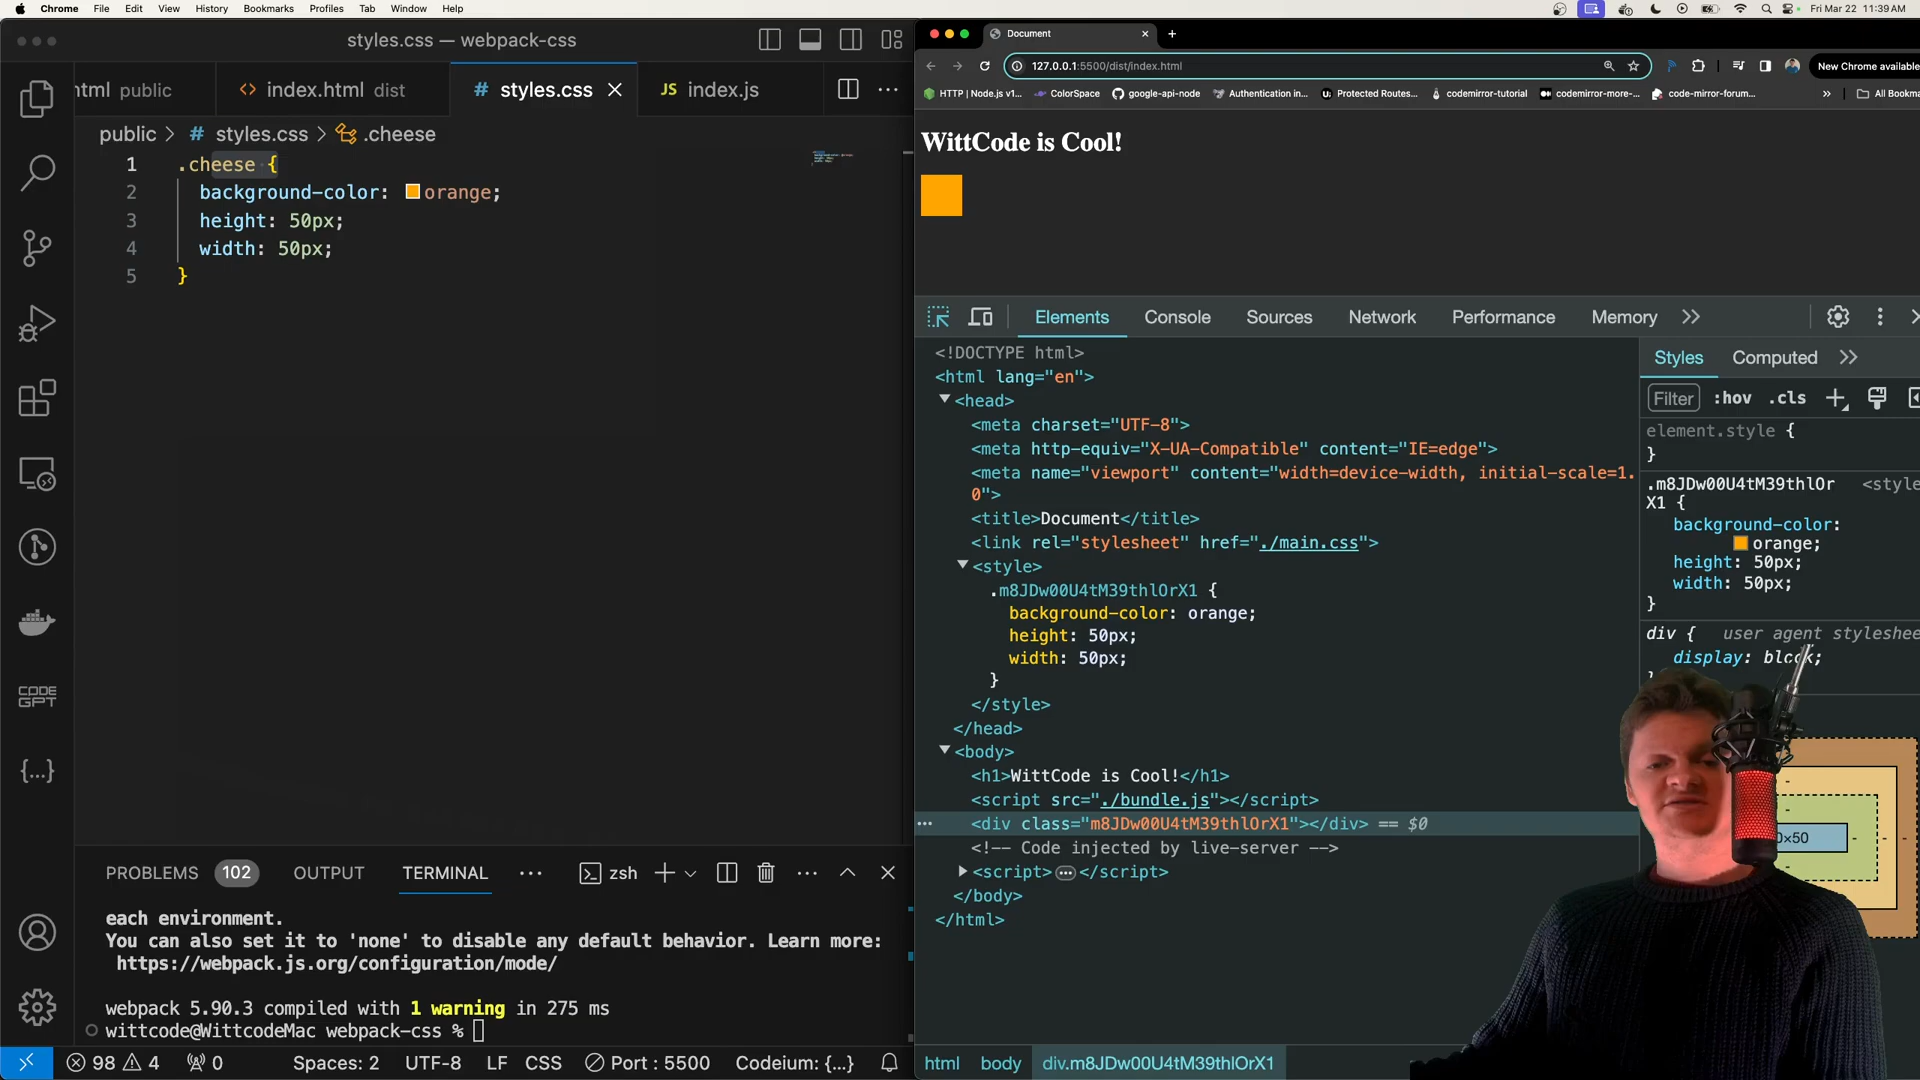 Chrome File Edit View History Bookmarks Profiles Tab Window Help
Fri Mar 22 11:39 AM
styles.css — webpack-css
html public
index.html dist
# styles.css
JS index.js
public > # styles.css > .cheese
1 .cheese {
2 background-color: orange;
3 height: 50px;
4 width: 50px;
5 }
PROBLEMS 102 OUTPUT TERMINAL ... zsh
each environment.
You can also set it to 'none' to disable any default behavior. Learn more:
https://webpack.js.org/configuration/mode/
webpack 5.90.3 compiled with 1 warning in 275 ms
wittcode@WittcodeMac webpack-css %
98 4 0 Spaces: 2 UTF-8 LF CSS Port : 5500 Codeium: {...}
CODE
GPT
{...}
Document
127.0.0.1:5500/dist/index.html
New Chrome available
HTTP | Node.js v1... ColorSpace google-api-node Authentication in... Protected Routes... codemirror-tutorial codemirror-more-... code-mirror-forum... All Bookma
WittCode is Cool!
Elements Console Sources Network Performance Memory
<!DOCTYPE html>
<html lang="en">
<head>
<meta charset="UTF-8">
<meta http-equiv="X-UA-Compatible" content="IE=edge">
<meta name="viewport" content="width=device-width, initial-scale=1.
0">
<title>Document</title>
<link rel="stylesheet" href="./main.css">
<style>
.m8JDw00U4tM39thlOrX1 {
background-color: orange;
height: 50px;
width: 50px;
}
</style>
</head>
<body>
<h1>WittCode is Cool!</h1>
<script src="./bundle.js"></script>
... <div class="m8JDw00U4tM39thlOrX1"></div> == $0
<!-- Code injected by live-server -->
<script>...</script>
</body>
</html>
html body div.m8JDw00U4tM39thlOrX1
Styles Computed
Filter :hov .cls
element.style {
}
.m8JDw00U4tM39thlOr <style
X1 {
background-color:
orange;
height: 50px;
width: 50px;
}
div { user agent styleshee
display: block;